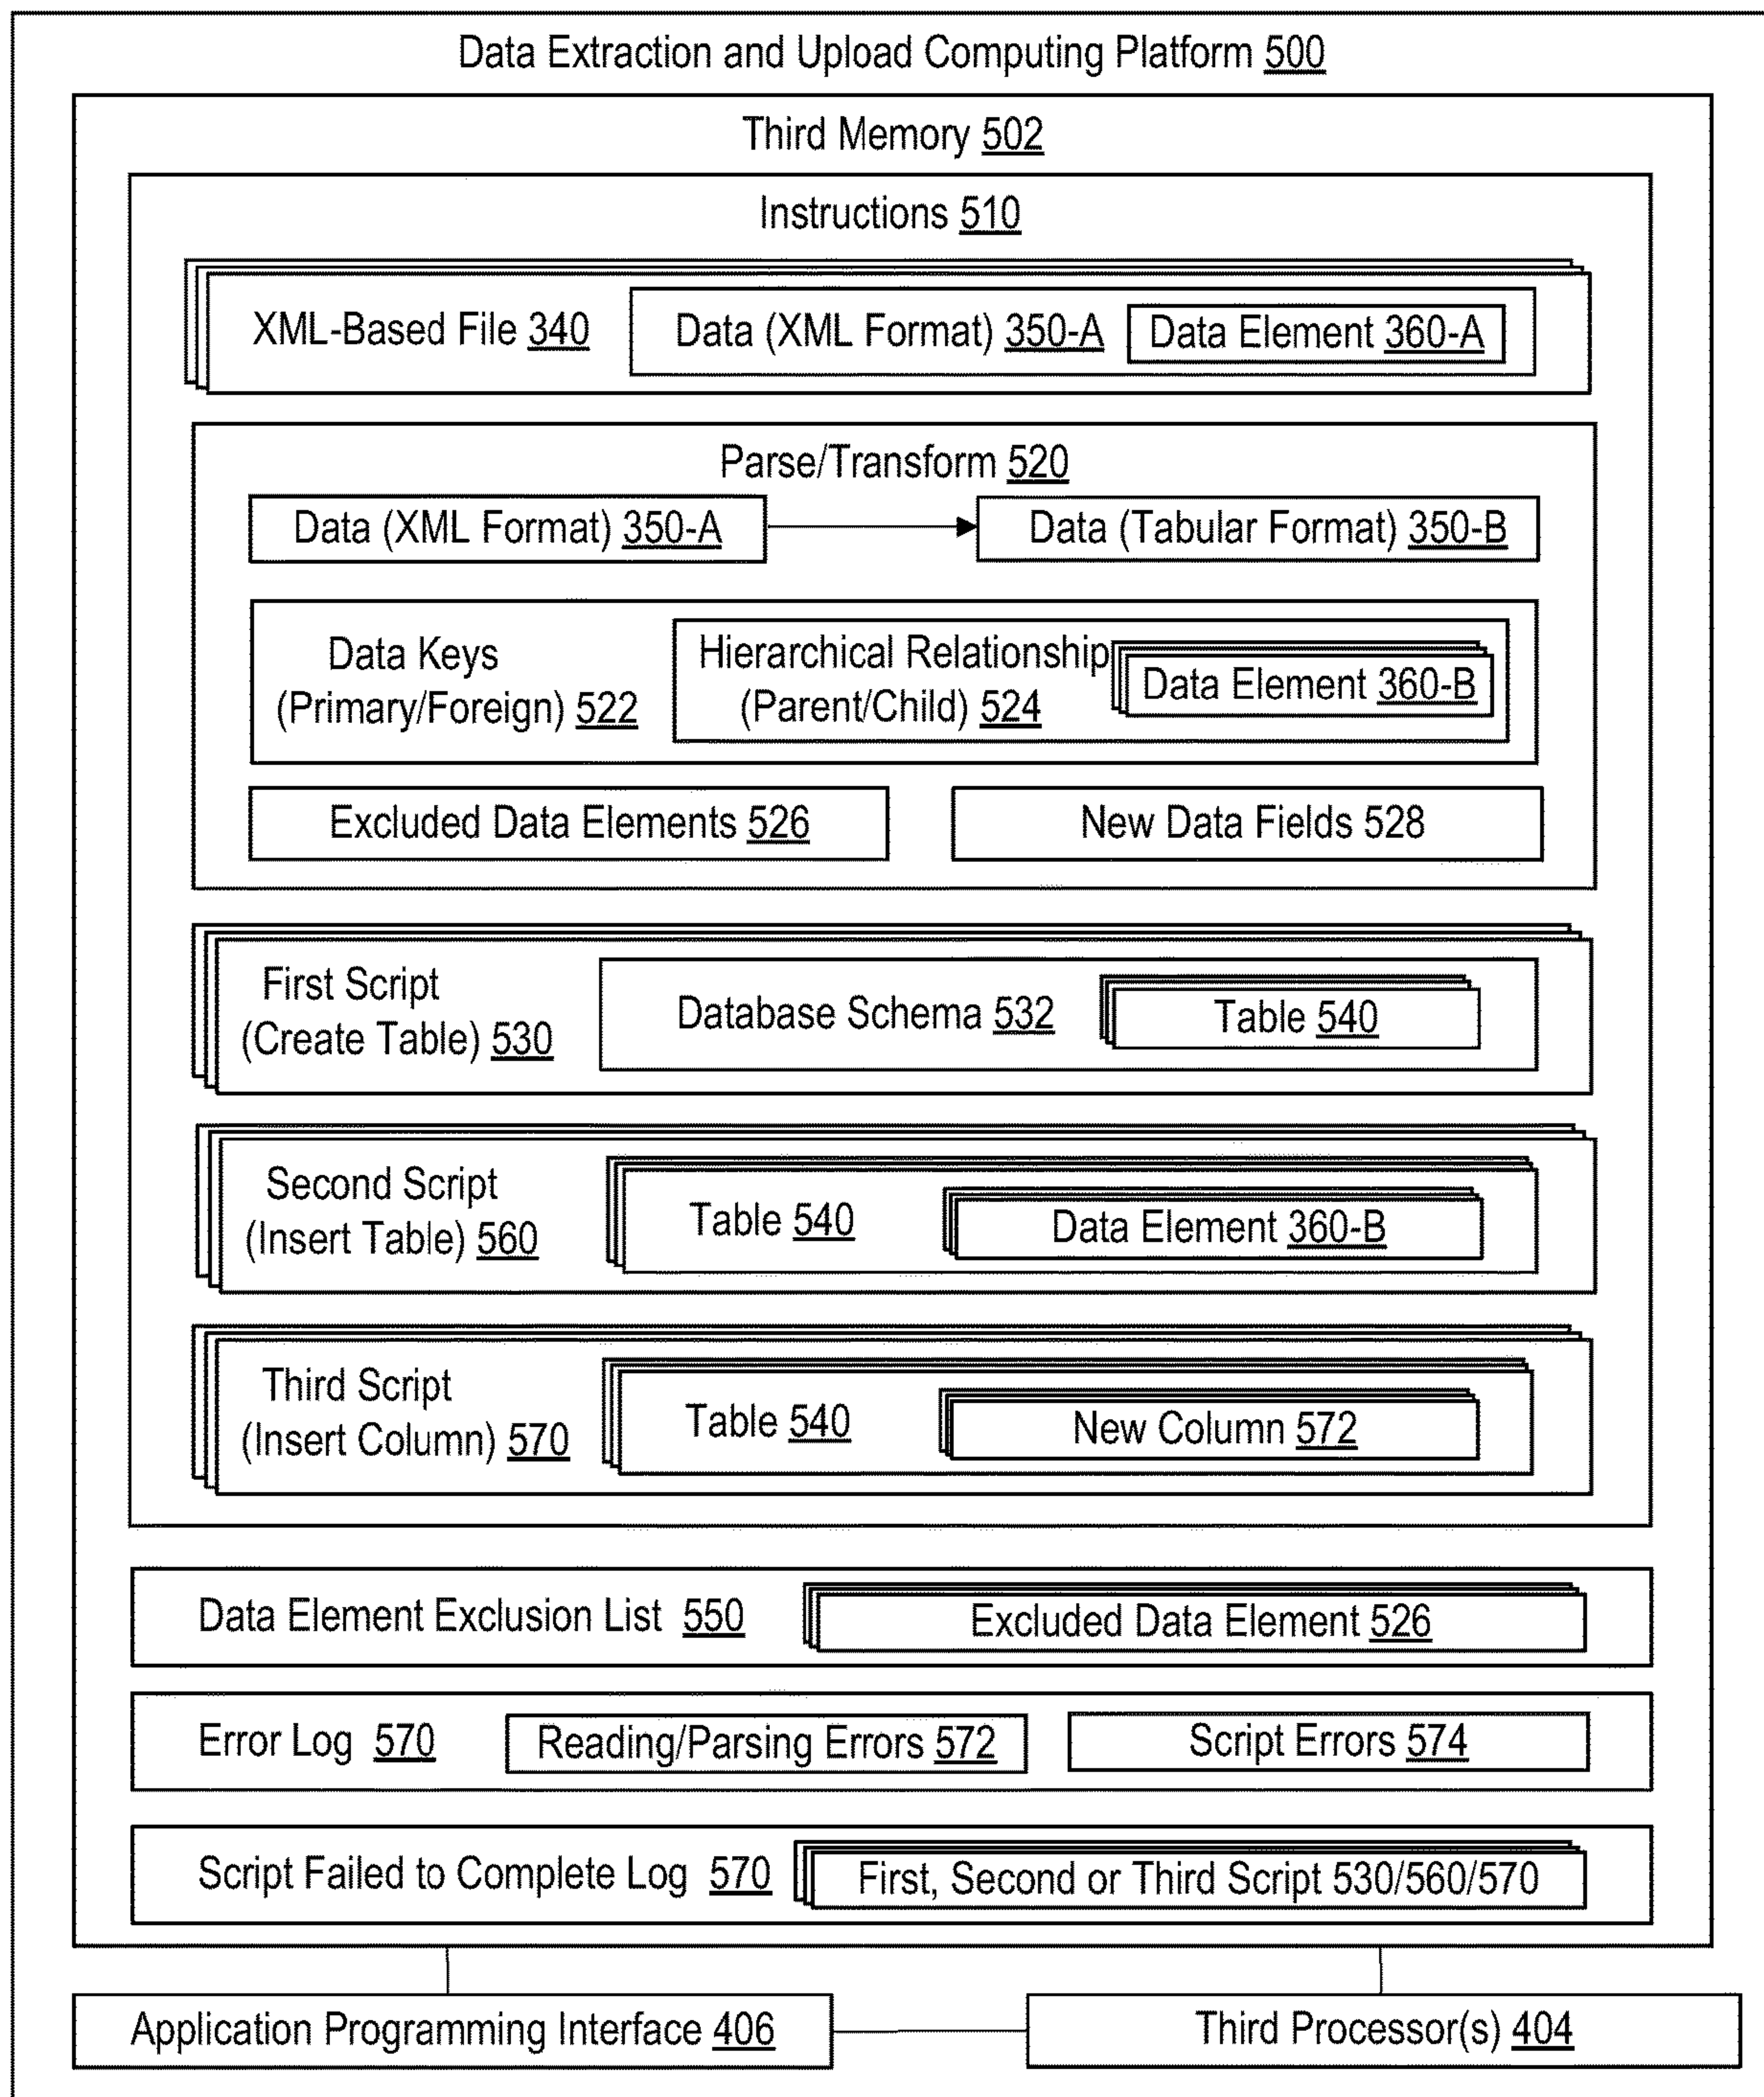 Data Extraction and Upload Computing Platform 500
Third Memory 502
Instructions 510
XML-Based File 340
Data (XML Format) 350-A
Data Element 360-A
Parse/Transform 520
Data (XML Format) 350-A
Data (Tabular Format) 350-B
Data Keys
(Primary/Foreign) 522
Hierarchical Relationship
(Parent/Child) 524
Data Element 360-B
Excluded Data Elements 526
New Data Fields 528
First Script
(Create Table) 530
Database Schema 532
Table 540
Second Script
(Insert Table) 560
Table 540
Data Element 360-B
Third Script
(Insert Column) 570
Table 540
New Column 572
Data Element Exclusion List 550
Excluded Data Element 526
Error Log 570
Reading/Parsing Errors 572
Script Errors 574
Script Failed to Complete Log 570
First, Second or Third Script 530/560/570
Application Programming Interface 406
Third Processor(s) 404